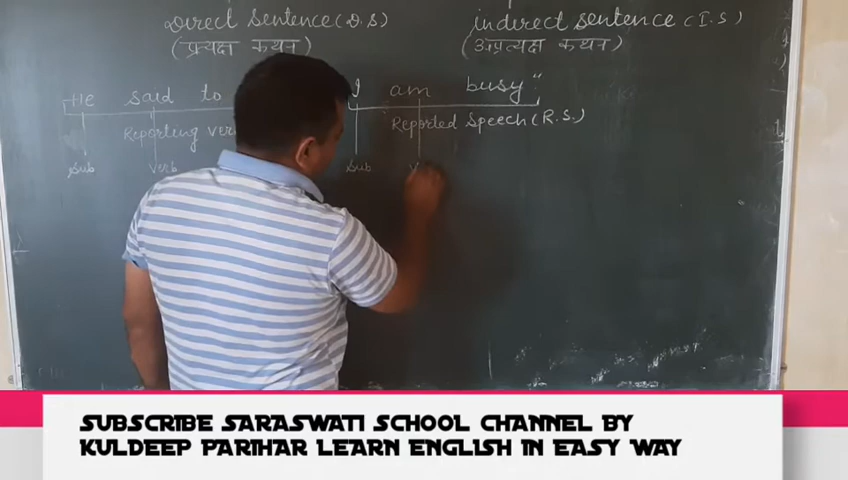 Direct Sentence (D.S) indirect sentence (I.S)
(प्रत्यक्ष कथन) (अप्रत्यक्ष कथन)
He said to I am busy"
Reporting verb Reported Speech (R.S.)
Sub verb Sub
SUBSCRIBE SARASWATI SCHOOL CHANNEL BY
KULDEEP PARIHAR LEARN ENGLISH IN EASY WAY